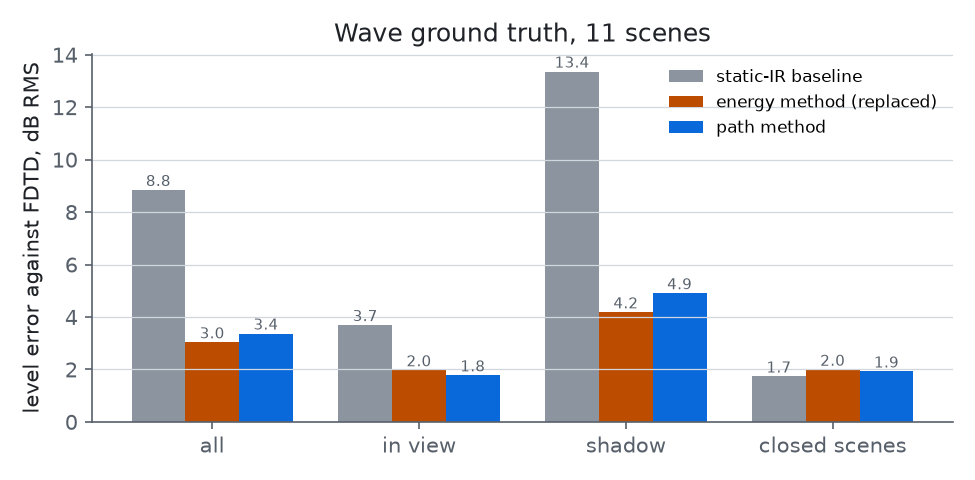 Wave ground truth, 11 scenes
level error against FDTD, dB RMS
14
12
10
8
6
4
2
0
static-IR baseline
energy method (replaced)
path method
8.8
3.0
3.4
3.7
2.0
1.8
13.4
4.2
4.9
1.7
2.0
1.9
all
in view
shadow
closed scenes